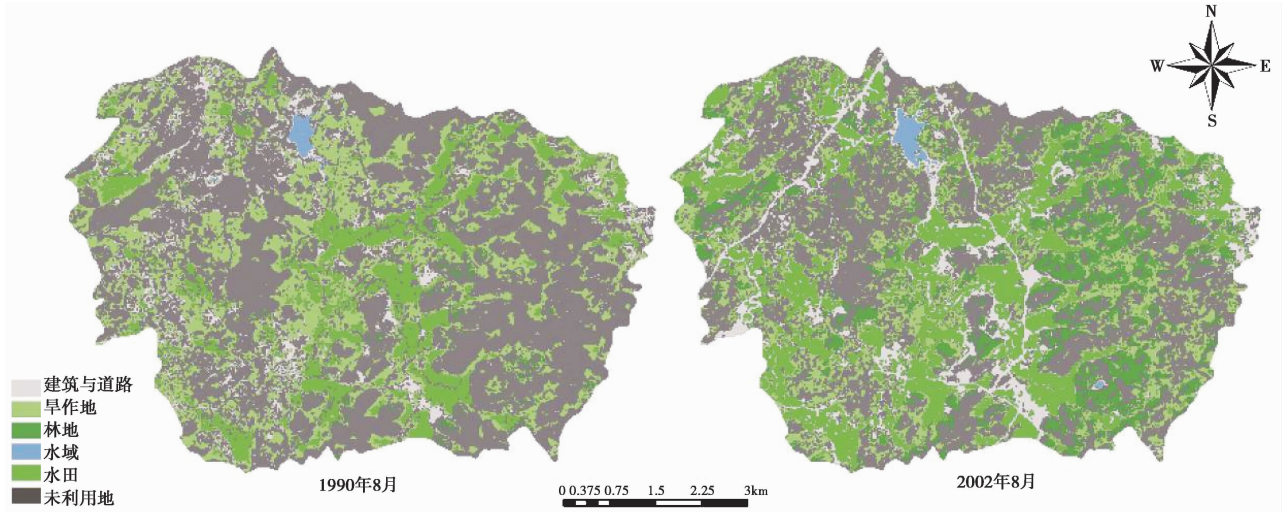 N
W E
S
建筑与道路
旱作地
林地
水域
水田
未利用地
1990年8月
2002年8月
0 0.375 0.75 1.5 2.25 3km